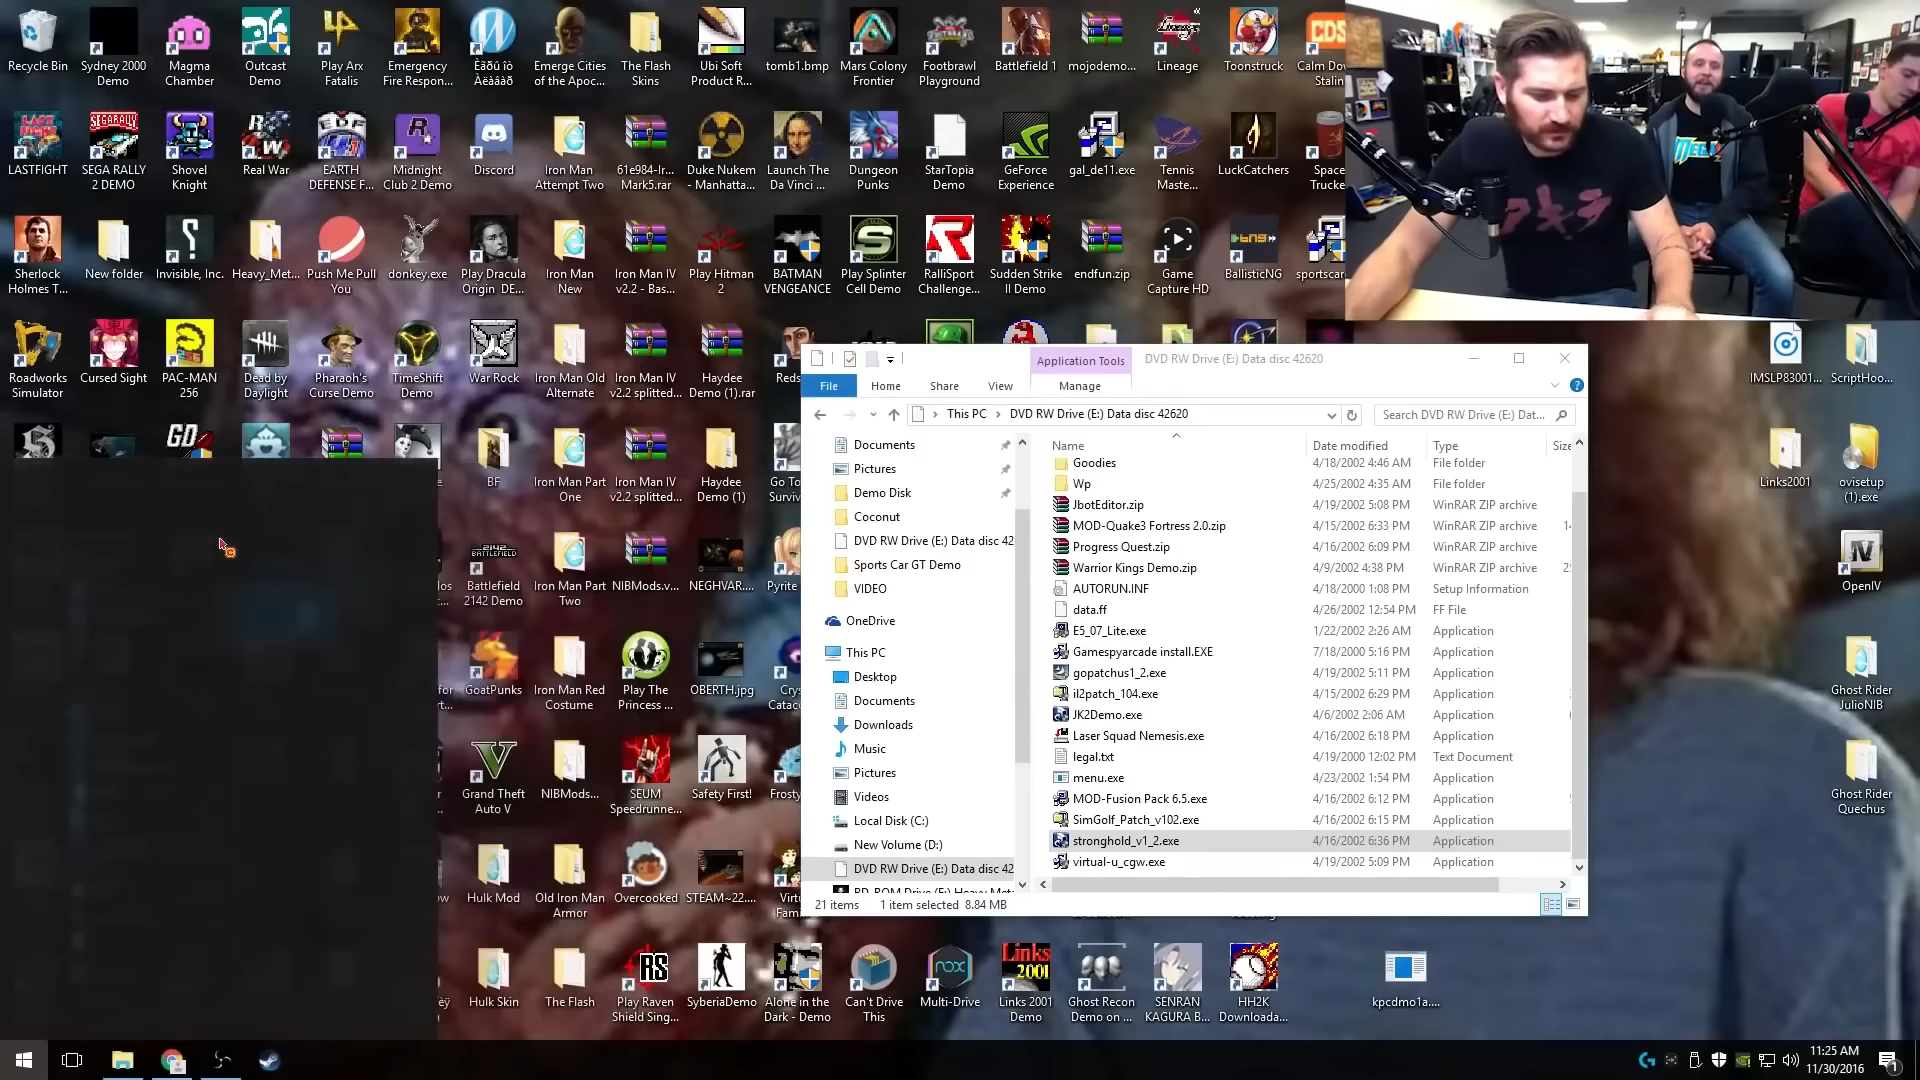 Recycle Bin
Sydney 2000
Demo
Magma
Chamber
Outcast
Demo
Play Arx
Fatalis
Emergency
Fire Respon...
Èãðû îò
Àëàâàð
Emerge Cities
of the Apoc...
The Flash
Skins
Ubi Soft
Product R...
tomb1.bmp
Mars Colony
Frontier
Footbrawl
Playground
Battlefield 1
mojodemo...
Lineage
Toonstruck
Calm Do
Stalin
LASTFIGHT
SEGA RALLY
2 DEMO
Shovel
Knight
Real War
EARTH
DEFENSE F...
Midnight
Club 2 Demo
Discord
Iron Man
Attempt Two
61e984-Ir...
Mark5.rar
Duke Nukem
- Manhatta...
Launch The
Da Vinci ...
Dungeon
Punks
StarTopia
Demo
GeForce
Experience
gal_de11.exe
Tennis
Maste...
LuckCatchers
Space
Trucke
Sherlock
Holmes T...
New folder
Invisible, Inc.
Heavy_Met...
Push Me Pull
You
donkey.exe
Play Dracula
Origin DE...
Iron Man
New
Iron Man IV
v2.2 - Bas...
Play Hitman
2
BATMAN
VENGEANCE
Play Splinter
Cell Demo
RalliSport
Challenge...
Sudden Strike
II Demo
endfun.zip
Game
Capture HD
BallisticNG
sportscar
Roadworks
Simulator
Cursed Sight
PAC-MAN
256
Dead by
Daylight
Pharaoh's
Curse Demo
TimeShift
Demo
War Rock
Iron Man Old
Alternate
Iron Man IV
v2.2 splitted...
Haydee
Demo (1).rar
Reds
IMSLP83001...
ScriptHoo...
BF
Iron Man Part
One
Iron Man IV
v2.2 splitted...
Haydee
Demo (1)
Go To
Surviv
Links2001
ovisetup
(1).exe
Battlefield
2142 Demo
Iron Man Part
Two
NIBMods.v...
NEGHVAR....
Pyrite
OpenIV
GoatPunks
Iron Man Red
Costume
Play The
Princess ...
OBERTH.jpg
Crys
Catac
Ghost Rider
JulioNIB
Grand Theft
Auto V
NIBMods...
SEUM
Speedrunne...
Safety First!
Frosty
Ghost Rider
Quechus
Hulk Mod
Old Iron Man
Armor
Overcooked
STEAM~22....
Virtu
Fam
Hulk Skin
The Flash
Play Raven
Shield Sing...
SyberiaDemo
Alone in the
Dark - Demo
Can't Drive
This
Multi-Drive
Links 2001
Demo
Ghost Recon
Demo on ...
SENRAN
KAGURA B...
HH2K
Downloada...
kpcdmo1a....
Application Tools
DVD RW Drive (E:) Data disc 42620
File
Home
Share
View
Manage
This PC
DVD RW Drive (E:) Data disc 42620
Search DVD RW Drive (E:) Dat...
Documents
Pictures
Demo Disk
Coconut
DVD RW Drive (E:) Data disc 42
Sports Car GT Demo
VIDEO
OneDrive
This PC
Desktop
Documents
Downloads
Music
Pictures
Videos
Local Disk (C:)
New Volume (D:)
DVD RW Drive (E:) Data disc 42
Name Date modified Type Size
Goodies 4/18/2002 4:46 AM File folder
Wp 4/25/2002 4:35 AM File folder
JbotEditor.zip 4/19/2002 5:08 PM WinRAR ZIP archive
MOD-Quake3 Fortress 2.0.zip 4/15/2002 6:33 PM WinRAR ZIP archive
Progress Quest.zip 4/16/2002 6:09 PM WinRAR ZIP archive
Warrior Kings Demo.zip 4/9/2002 4:38 PM WinRAR ZIP archive
AUTORUN.INF 4/18/2000 1:08 PM Setup Information
data.ff 4/26/2002 12:54 PM FF File
E5_07_Lite.exe 1/22/2002 2:26 AM Application
Gamespyarcade install.EXE 7/18/2000 5:16 PM Application
gopatchus1_2.exe 4/19/2002 5:11 PM Application
il2patch_104.exe 4/15/2002 6:29 PM Application
JK2Demo.exe 4/6/2002 2:06 AM Application
Laser Squad Nemesis.exe 4/16/2002 6:18 PM Application
legal.txt 4/19/2000 12:02 PM Text Document
menu.exe 4/23/2002 1:54 PM Application
MOD-Fusion Pack 6.5.exe 4/16/2002 6:12 PM Application
SimGolf_Patch_v102.exe 4/16/2002 6:15 PM Application
stronghold_v1_2.exe 4/16/2002 6:36 PM Application
virtual-u_cgw.exe 4/19/2002 5:09 PM Application
21 items 1 item selected 8.84 MB
11:25 AM
11/30/2016